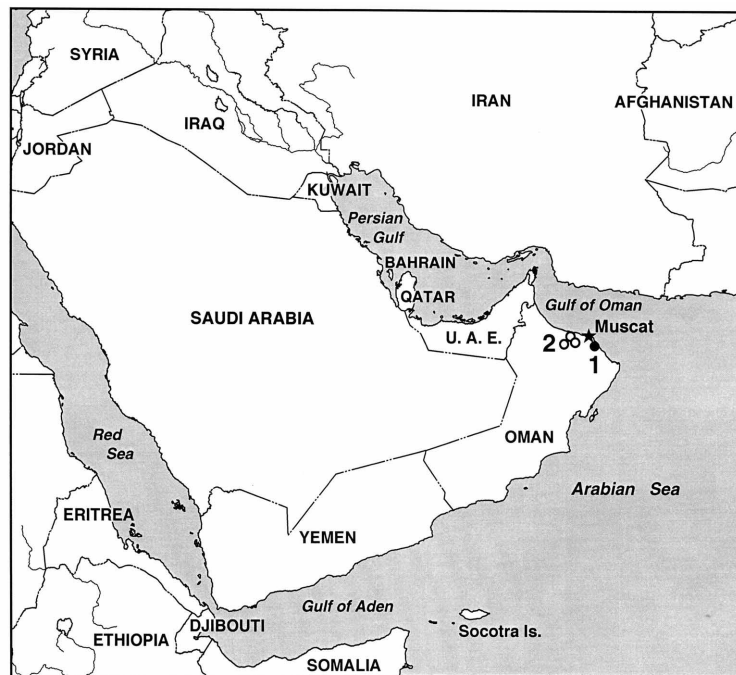 SYRIA
IRAN
AFGHANISTAN
IRAQ
JORDAN
KUWAIT
Persian
Gulf
BAHRAIN
QATAR
SAUDI ARABIA
Gulf of Oman
U. A. E.
Muscat
2
1
Red
Sea
OMAN
Arabian Sea
ERITREA
YEMEN
Gulf of Aden
DJIBOUTI
Socotra Is.
ETHIOPIA
SOMALIA